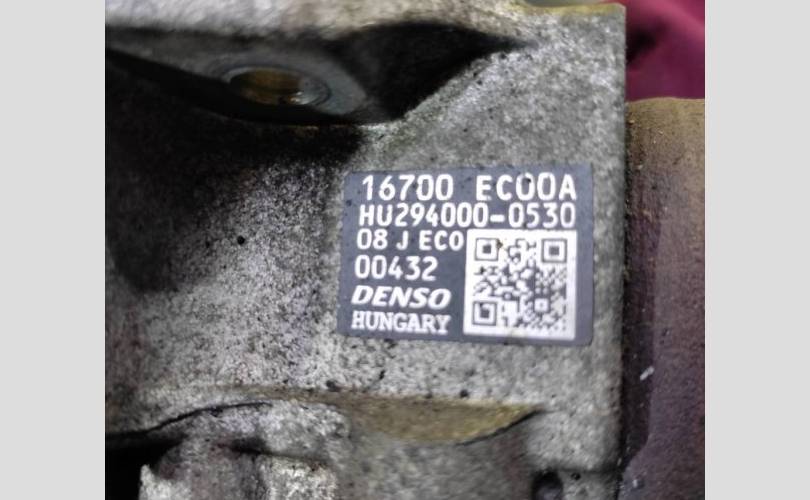 16700 EC00A
HU294000-0530
08 J EC0
00432
DENSO
HUNGARY